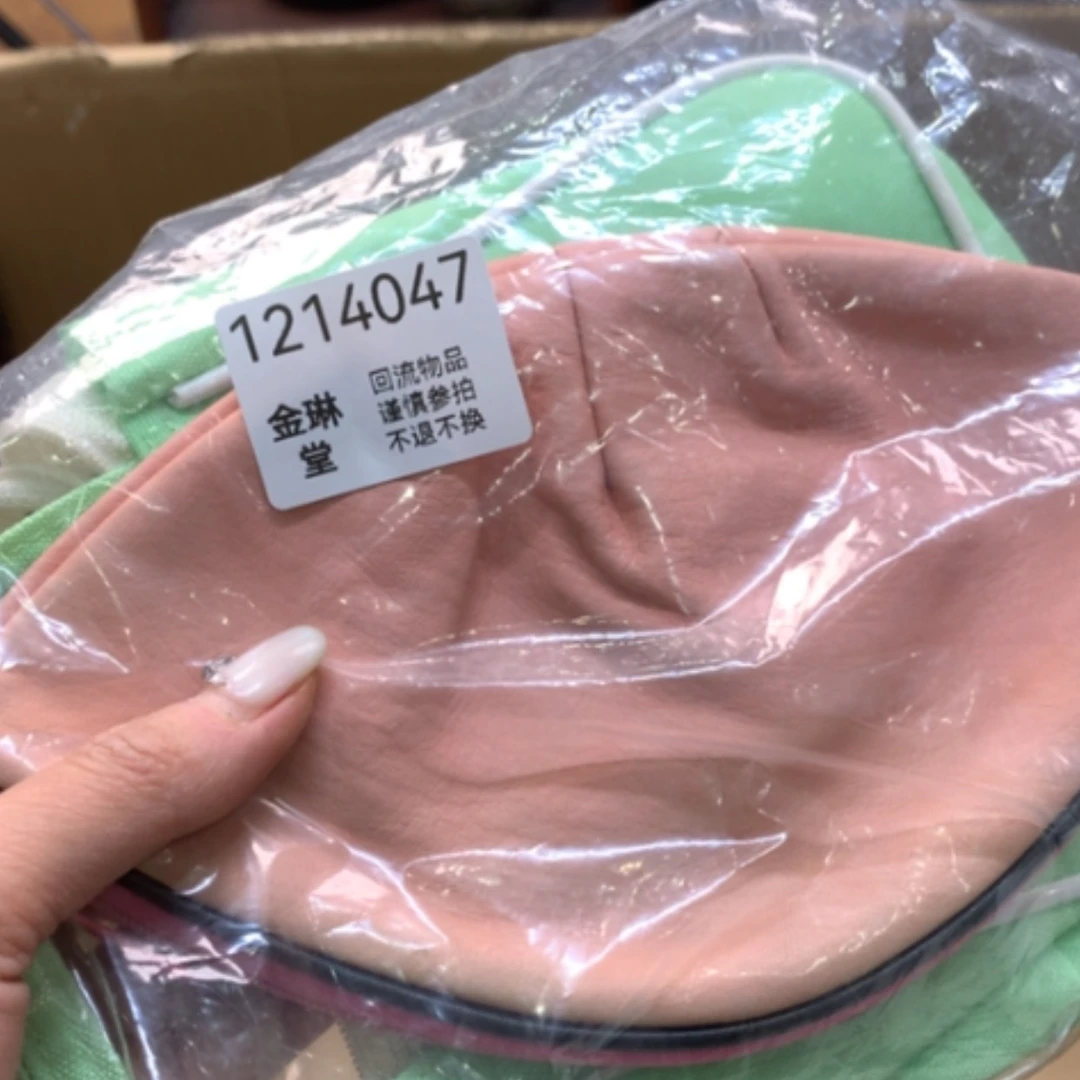 1214047
金琳
堂
回流物品
谨慎参拍
不退不换